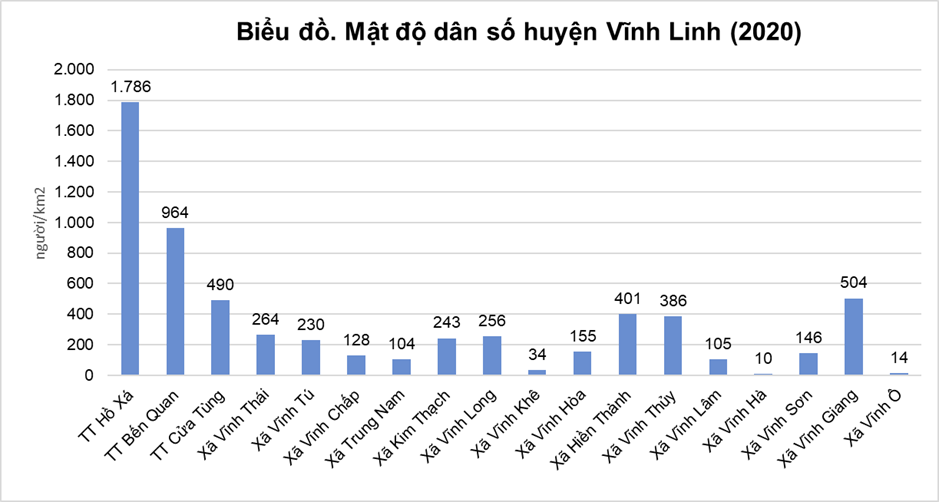 Biểu đồ. Mật độ dân số huyện Vĩnh Linh (2020)
người/km2
2.000
1.800
1.600
1.400
1.200
1.000
800
600
400
200
0
1.786
964
490
264
230
128
104
243
256
34
155
401
386
105
10
146
504
14
TT Hồ Xá
TT Bến Quan
TT Cửa Tùng
Xã Vĩnh Thái
Xã Vĩnh Tú
Xã Vĩnh Chấp
Xã Trung Nam
Xã Kim Thạch
Xã Vĩnh Long
Xã Vĩnh Khê
Xã Vĩnh Hòa
Xã Hiền Thành
Xã Vĩnh Thủy
Xã Vĩnh Lâm
Xã Vĩnh Hà
Xã Vĩnh Sơn
Xã Vĩnh Giang
Xã Vĩnh Ô